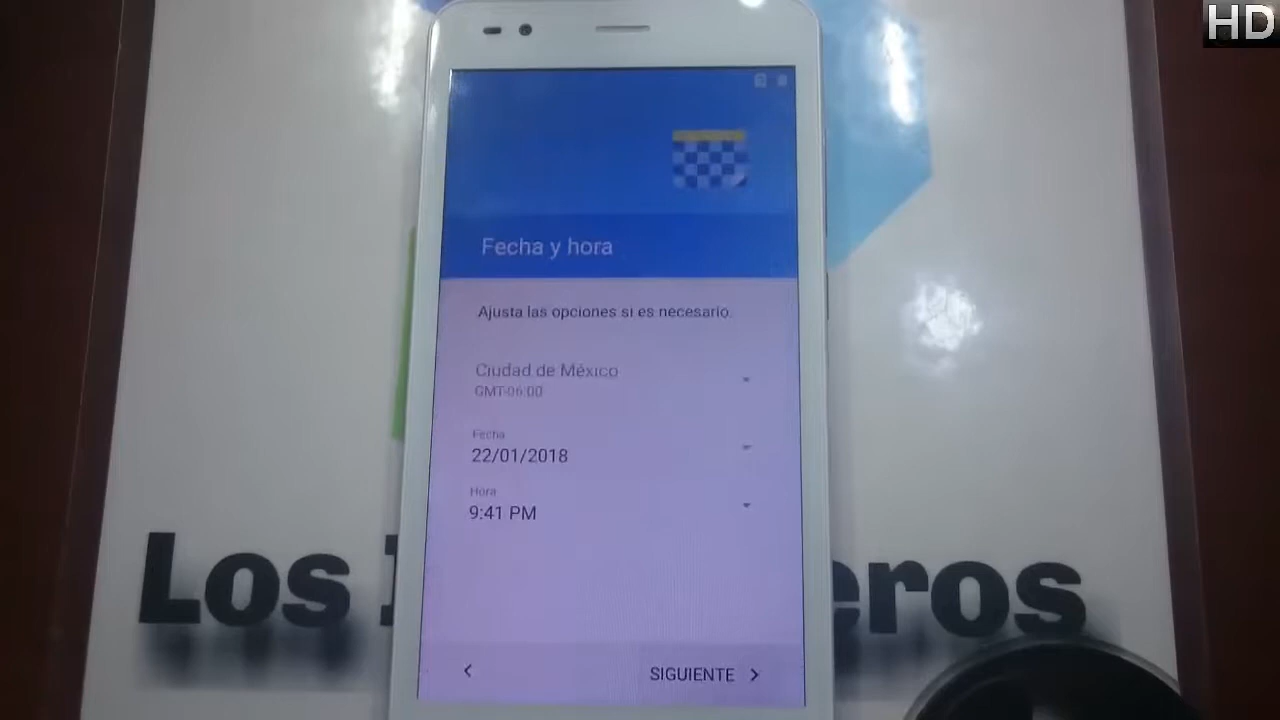 HD
Fecha y hora
Ajusta las opciones si es necesario.
Ciudad de México
GMT-06:00
Fecha
22/01/2018
Hora
9:41 PM
SIGUIENTE
Los